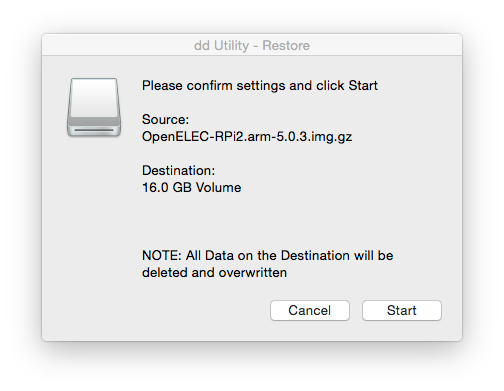 dd Utility - Restore
Please confirm settings and click Start
Source:
OpenELEC-RPi2.arm-5.0.3.img.gz
Destination:
16.0 GB Volume
NOTE: All Data on the Destination will be
deleted and overwritten
Cancel
Start